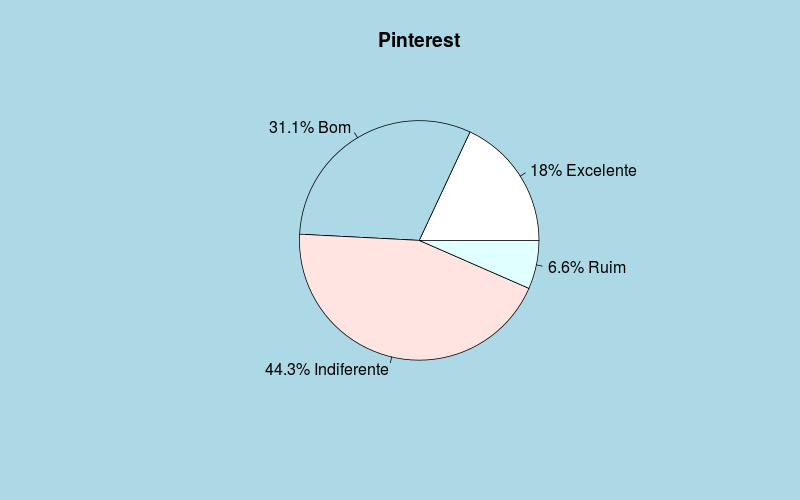 Pinterest
31.1% Bom
18% Excelente
6.6% Ruim
44.3% Indiferente